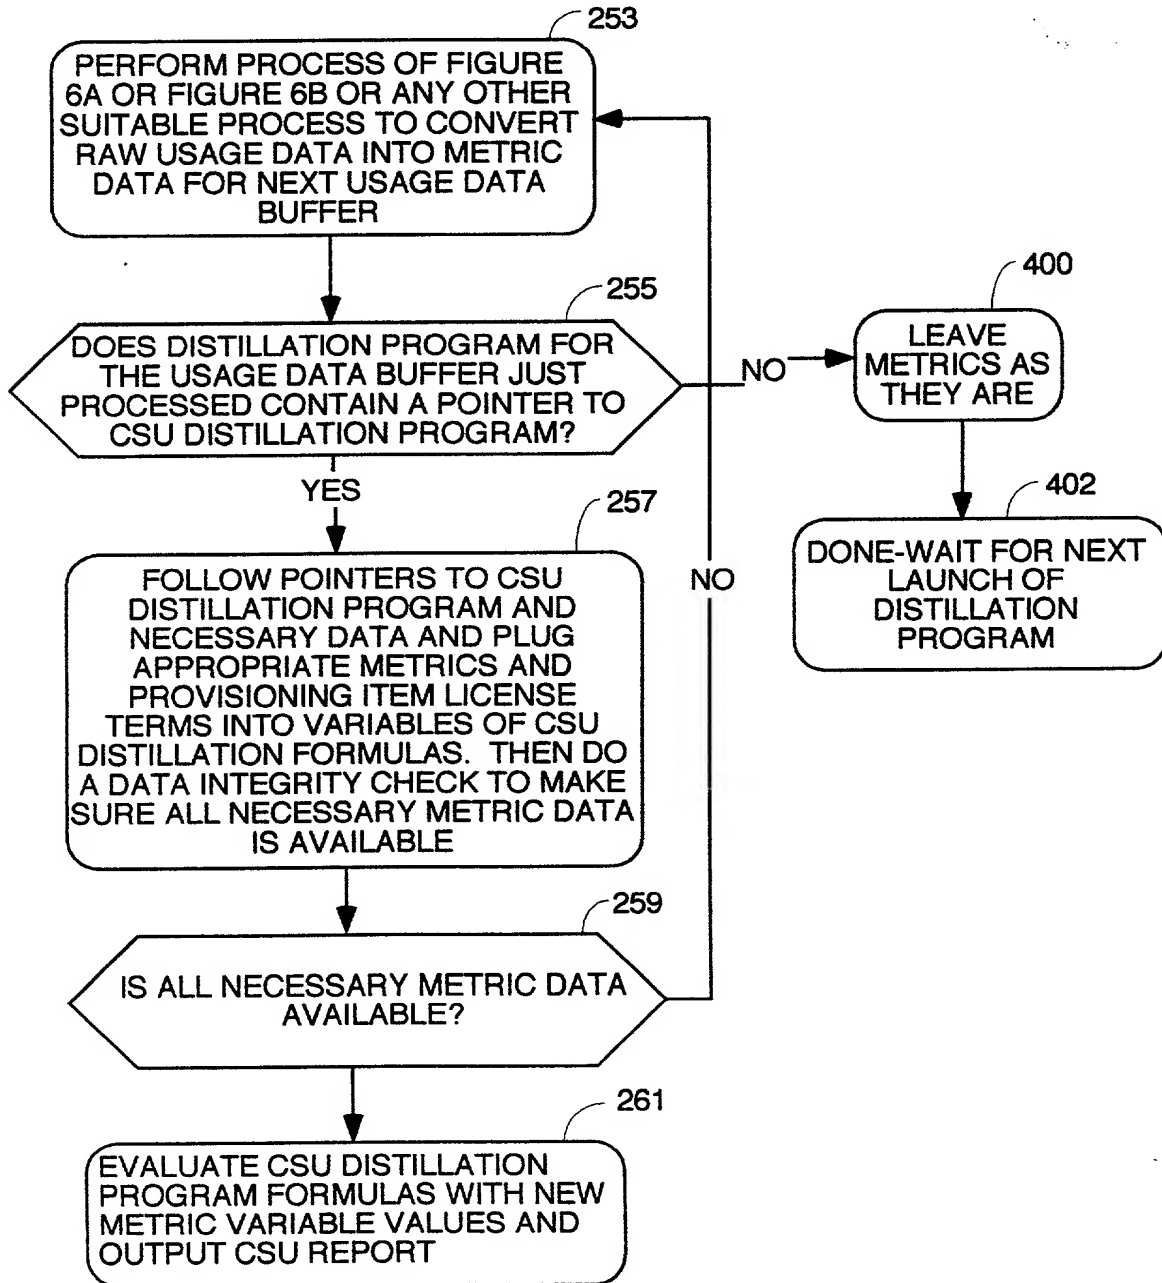 253
PERFORM PROCESS OF FIGURE
6A OR FIGURE 6B OR ANY OTHER
SUITABLE PROCESS TO CONVERT
RAW USAGE DATA INTO METRIC
DATA FOR NEXT USAGE DATA
BUFFER
255
DOES DISTILLATION PROGRAM FOR
THE USAGE DATA BUFFER JUST
PROCESSED CONTAIN A POINTER TO
CSU DISTILLATION PROGRAM?
NO
400
LEAVE
METRICS AS
THEY ARE
402
DONE-WAIT FOR NEXT
LAUNCH OF
DISTILLATION
PROGRAM
YES
257
FOLLOW POINTERS TO CSU
DISTILLATION PROGRAM AND
NECESSARY DATA AND PLUG
APPROPRIATE METRICS AND
PROVISIONING ITEM LICENSE
TERMS INTO VARIABLES OF CSU
DISTILLATION FORMULAS. THEN DO
A DATA INTEGRITY CHECK TO MAKE
SURE ALL NECESSARY METRIC DATA
IS AVAILABLE
NO
259
IS ALL NECESSARY METRIC DATA
AVAILABLE?
261
EVALUATE CSU DISTILLATION
PROGRAM FORMULAS WITH NEW
METRIC VARIABLE VALUES AND
OUTPUT CSU REPORT